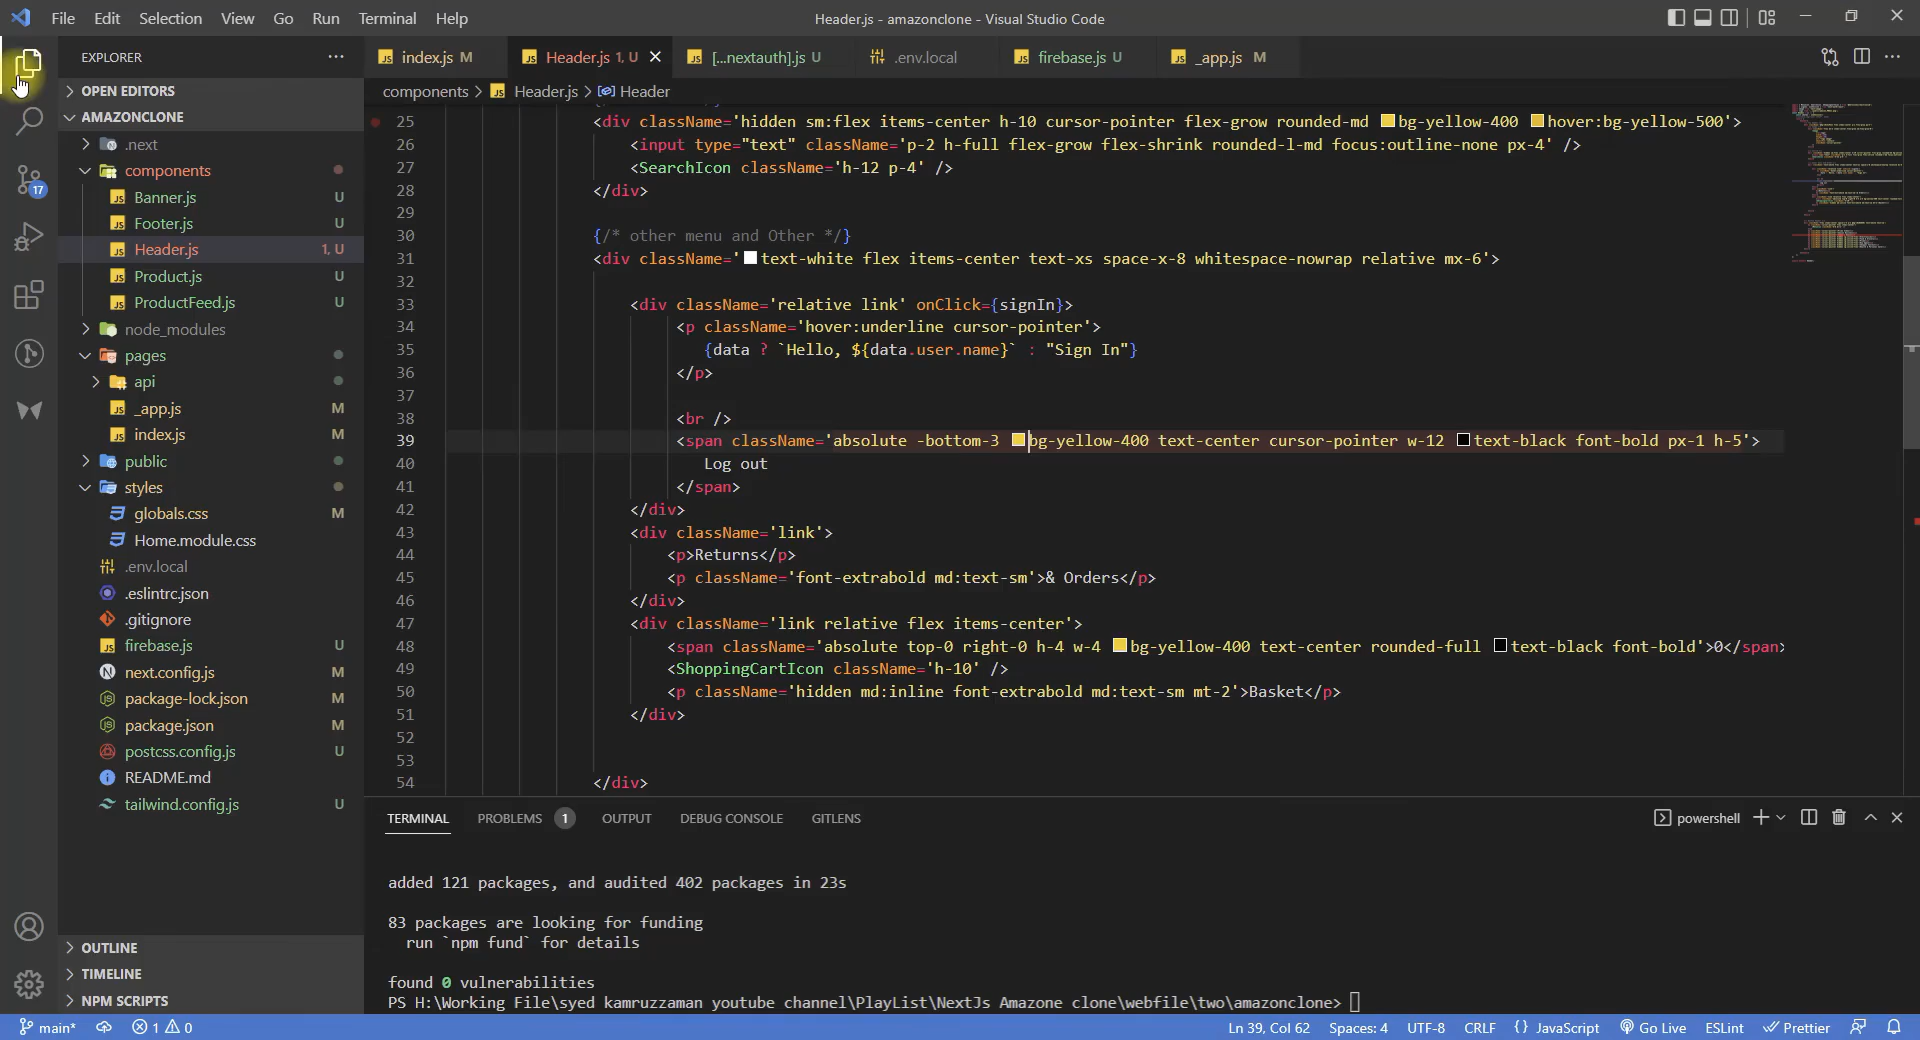 File Edit Selection View Go Run Terminal Help
Header.js - amazonclone - Visual Studio Code
EXPLORER
index.js M
Header.js 1, U
[...nextauth].js U
.env.local
firebase.js U
_app.js M
components > Header.js > Header
OPEN EDITORS
AMAZONCLONE
.next
components
Banner.js U
Footer.js U
Header.js 1, U
Product.js U
ProductFeed.js U
node_modules
pages
api
_app.js M
index.js M
public
styles
globals.css M
Home.module.css
.env.local
.eslintrc.json
.gitignore
firebase.js U
next.config.js M
package-lock.json M
package.json M
postcss.config.js U
README.md
tailwind.config.js U
OUTLINE
TIMELINE
NPM SCRIPTS
17
25 <div className='hidden sm:flex items-center h-10 cursor-pointer flex-grow rounded-md bg-yellow-400 hover:bg-yellow-500'>
26 <input type="text" className='p-2 h-full flex-grow flex-shrink rounded-l-md focus:outline-none px-4' />
27 <SearchIcon className='h-12 p-4' />
28 </div>
29
30 {/* other menu and Other */}
31 <div className='text-white flex items-center text-xs space-x-8 whitespace-nowrap relative mx-6'>
32
33 <div className='relative link' onClick={signIn}>
34 <p className='hover:underline cursor-pointer'>
35 {data ? `Hello, ${data.user.name}` : "Sign In"}
36 </p>
37
38 <br />
39 <span className='absolute -bottom-3 bg-yellow-400 text-center cursor-pointer w-12 text-black font-bold px-1 h-5'>
40 Log out
41 </span>
42 </div>
43 <div className='link'>
44 <p>Returns</p>
45 <p className='font-extrabold md:text-sm'>& Orders</p>
46 </div>
47 <div className='link relative flex items-center'>
48 <span className='absolute top-0 right-0 h-4 w-4 bg-yellow-400 text-center rounded-full text-black font-bold'>0</span>
49 <ShoppingCartIcon className='h-10' />
50 <p className='hidden md:inline font-extrabold md:text-sm mt-2'>Basket</p>
51 </div>
52
53
54 </div>
TERMINAL PROBLEMS 1 OUTPUT DEBUG CONSOLE GITLENS
powershell
added 121 packages, and audited 402 packages in 23s
83 packages are looking for funding
run `npm fund` for details
found 0 vulnerabilities
PS H:\Working File\syed kamruzzaman youtube channel\PlayList\NextJs Amazone clone\webfile\two\amazonclone>
main* 1 0
Ln 39, Col 62 Spaces: 4 UTF-8 CRLF {} JavaScript Go Live ESLint Prettier